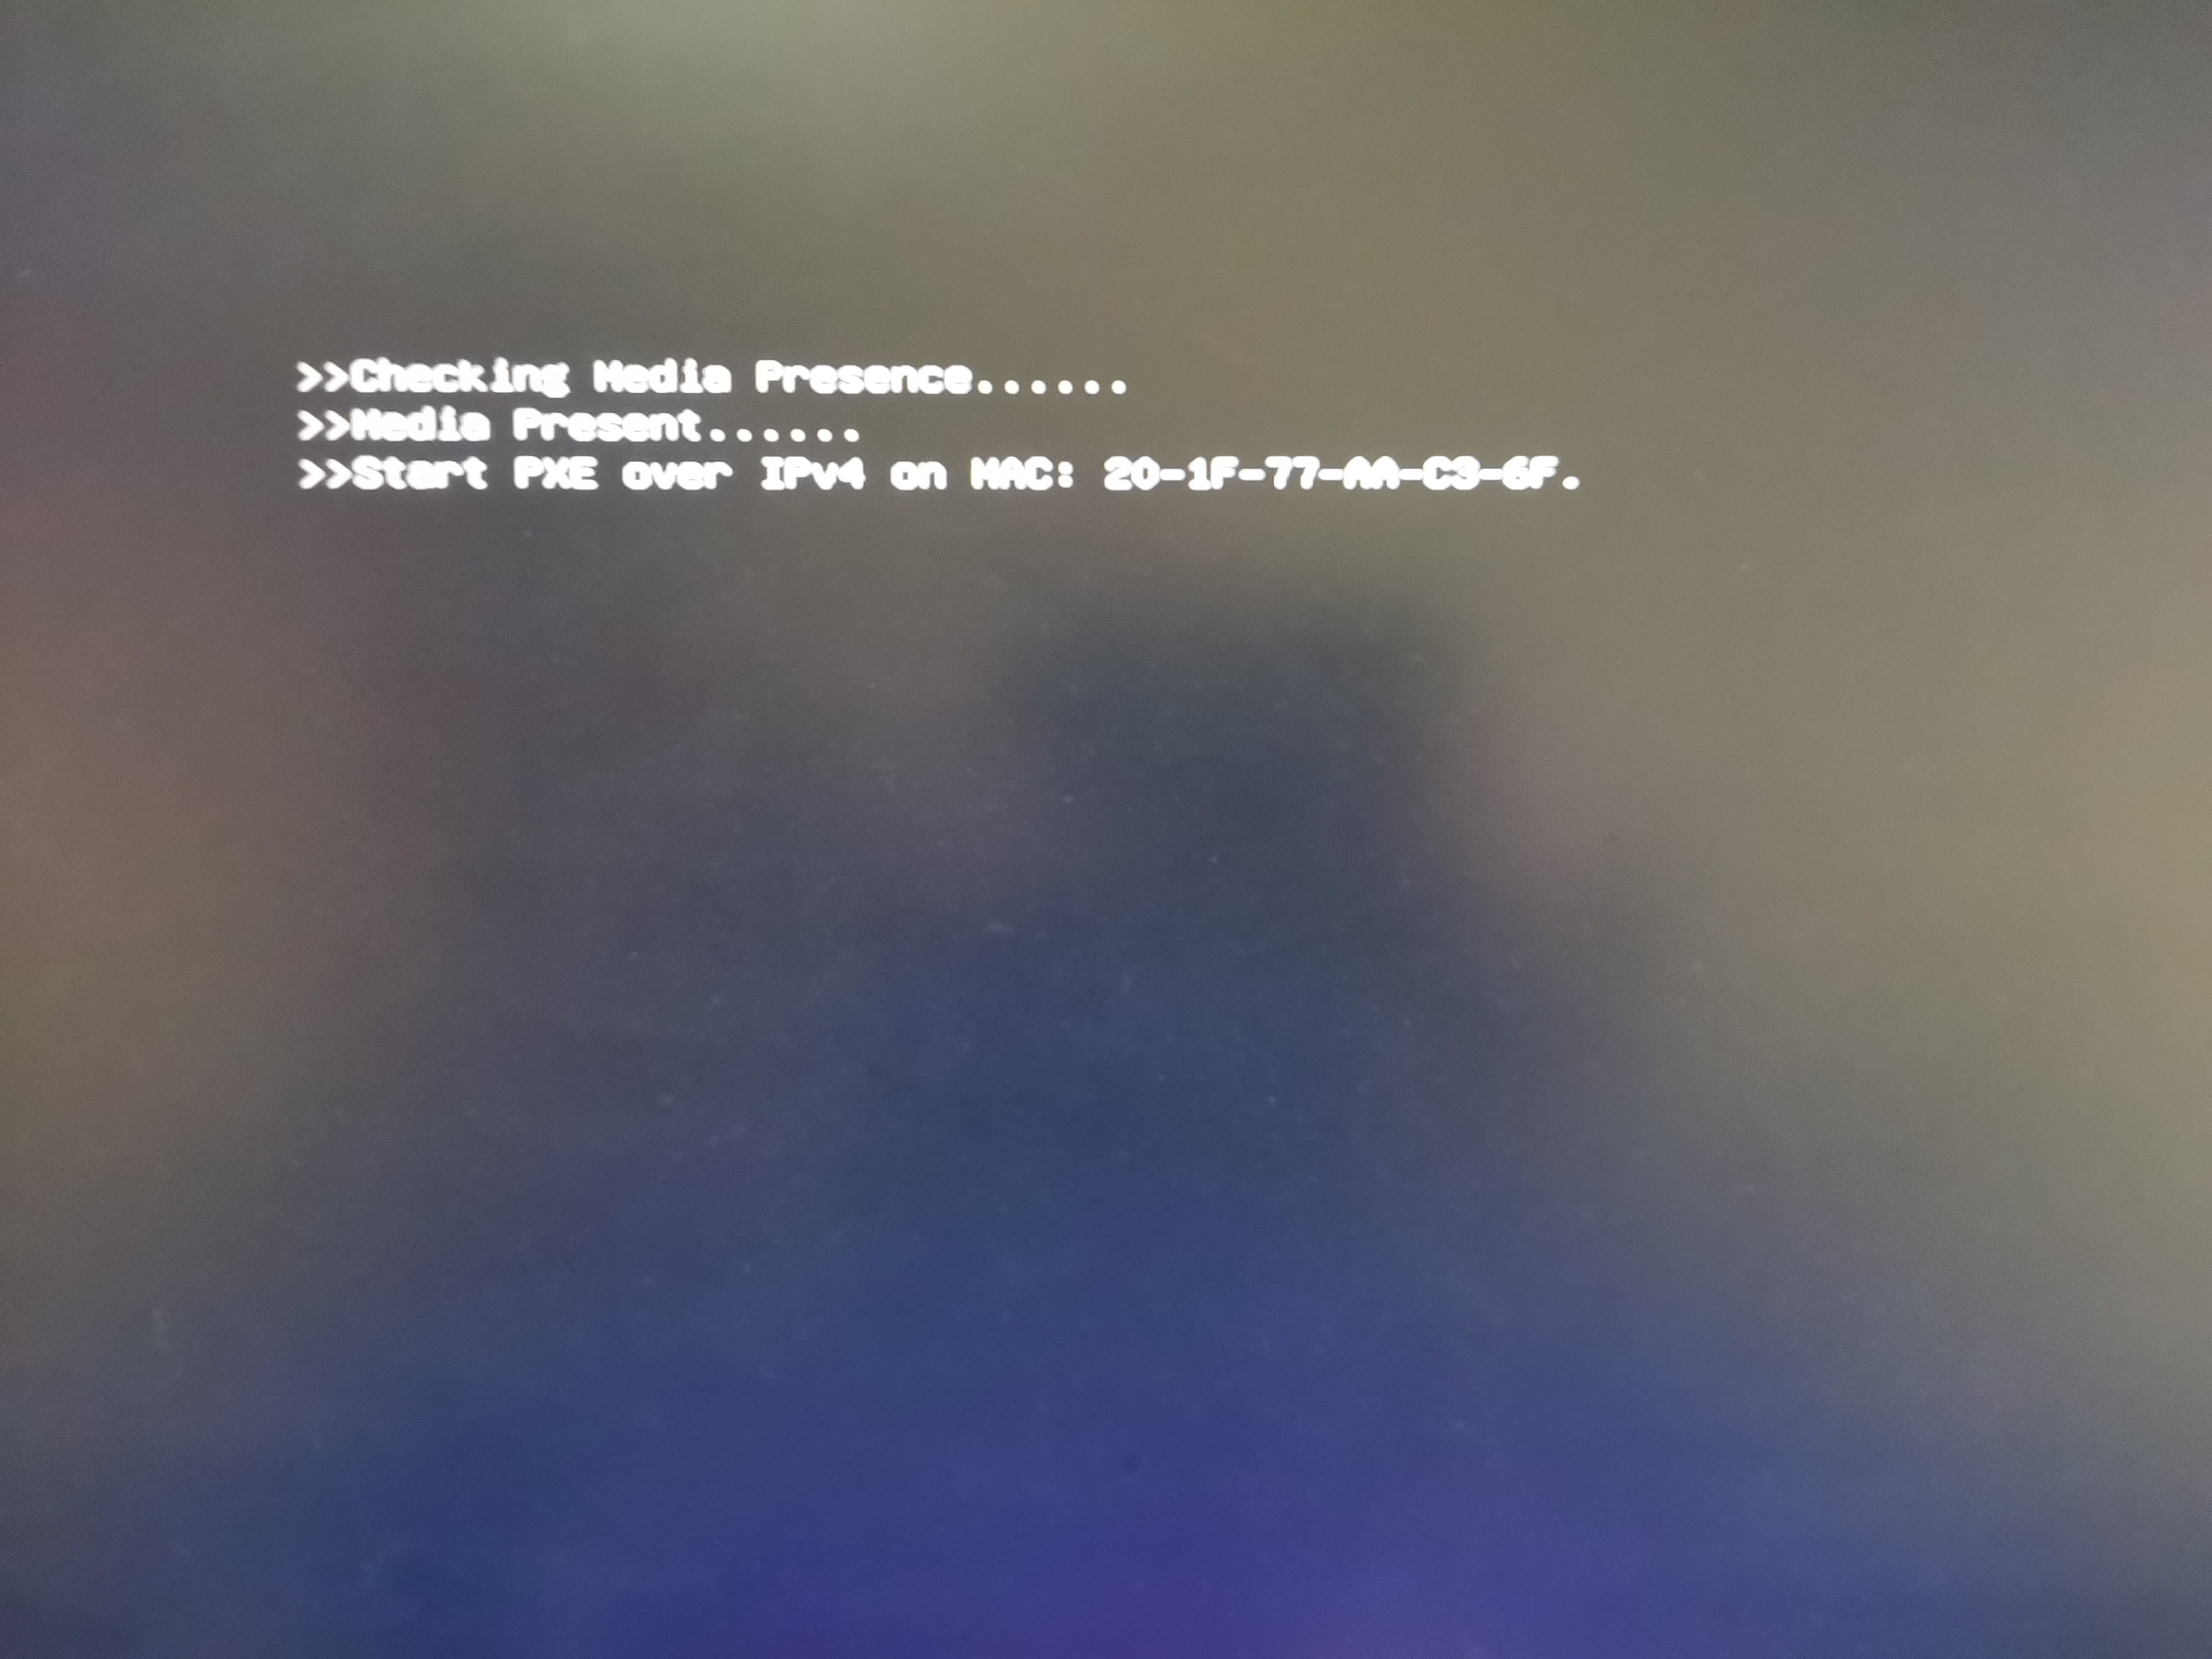 >>Checking Media Presence......
>>Media Present......
>>Start PXE over IPv4 on MAC: 20-1F-77-AA-C3-6F.